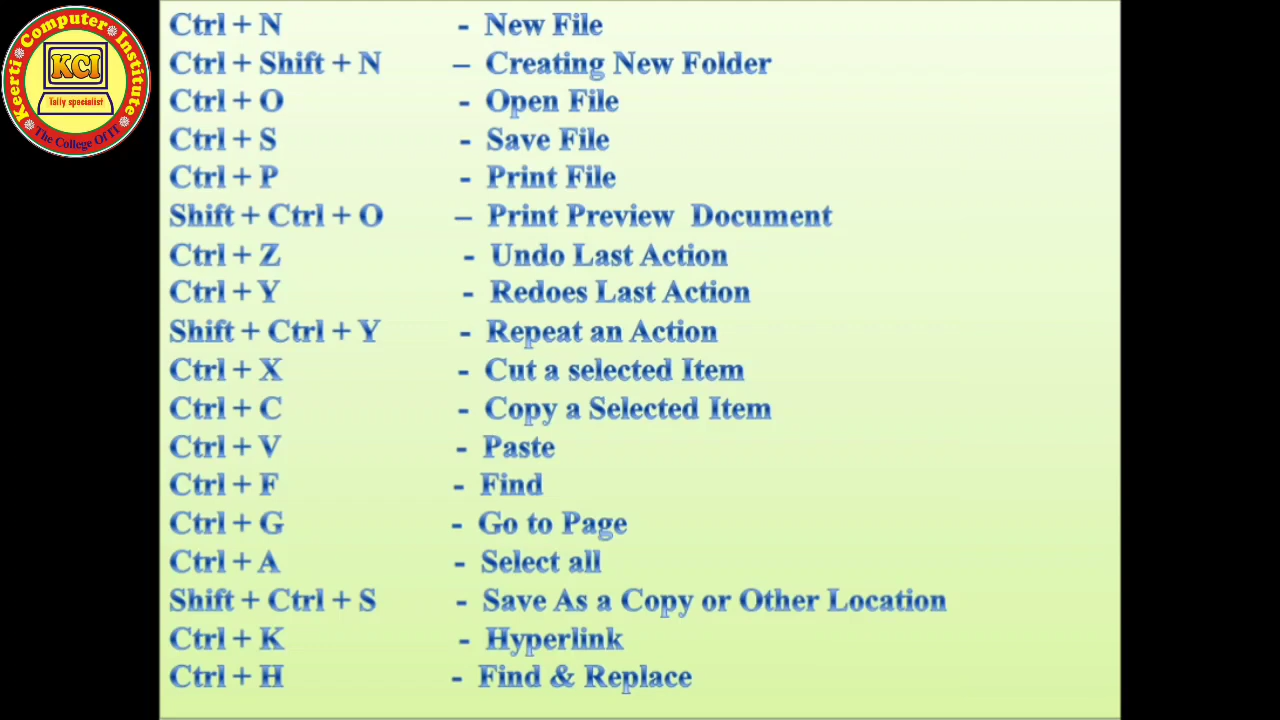 Keerti Computer Institute
KCI
Tally specialist
The College Of IT
Ctrl + N - New File
Ctrl + Shift + N – Creating New Folder
Ctrl + O - Open File
Ctrl + S - Save File
Ctrl + P - Print File
Shift + Ctrl + O – Print Preview Document
Ctrl + Z - Undo Last Action
Ctrl + Y - Redoes Last Action
Shift + Ctrl + Y - Repeat an Action
Ctrl + X - Cut a selected Item
Ctrl + C - Copy a Selected Item
Ctrl + V - Paste
Ctrl + F - Find
Ctrl + G - Go to Page
Ctrl + A - Select all
Shift + Ctrl + S - Save As a Copy or Other Location
Ctrl + K - Hyperlink
Ctrl + H - Find & Replace